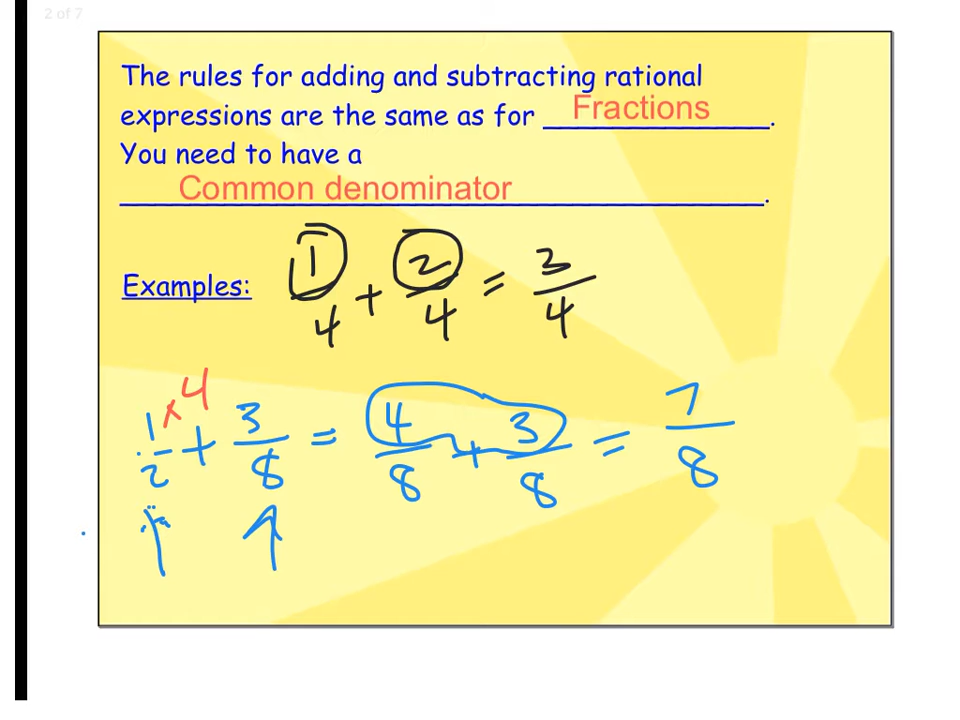 2 of 7
The rules for adding and subtracting rational
expressions are the same as for Fractions.
You need to have a
Common denominator.
Examples: 1/4 + 2/4 = 3/4
1/2 ×4 + 3/8 = 4/8 + 3/8 = 7/8